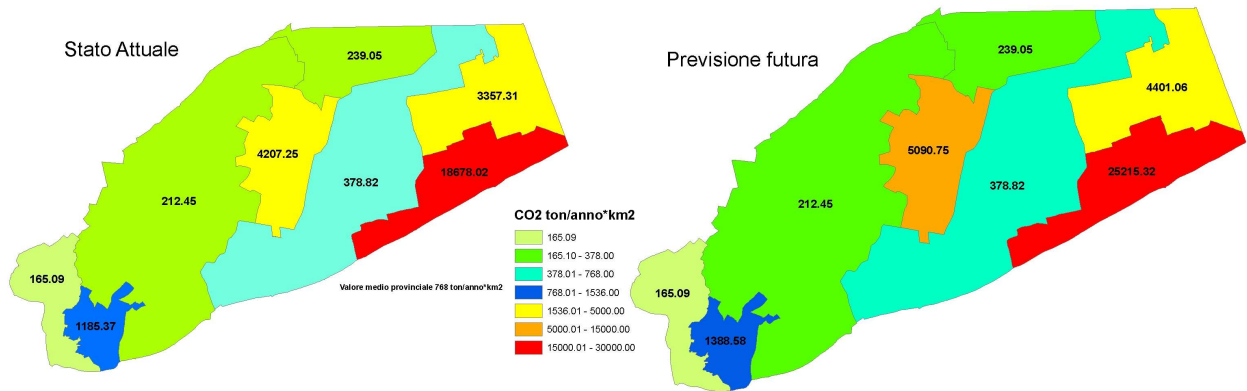 Stato Attuale
239.05
3357.31
4207.25
18678.02
378.82
212.45
165.09
1185.37
Valore medio provinciale 768 ton/anno*km2
CO2 ton/anno*km2
165.09
165.10 - 378.00
378.01 - 768.00
768.01 - 1536.00
1536.01 - 5000.00
5000.01 - 15000.00
15000.01 - 30000.00
Previsione futura
239.05
4401.06
5090.75
25215.32
378.82
212.45
165.09
1388.58